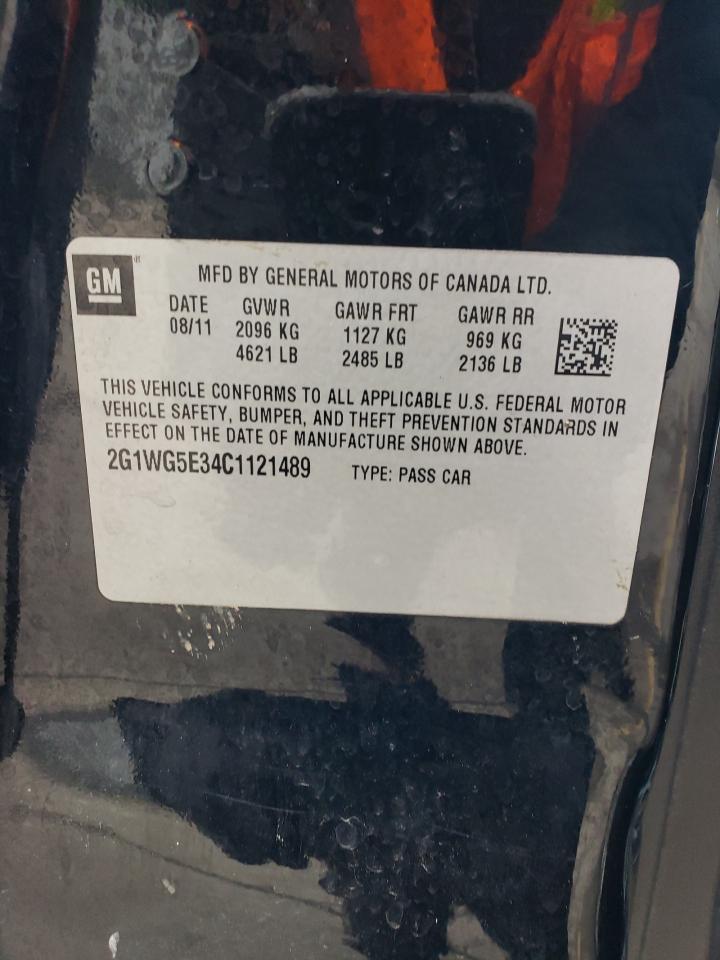 GM
MFD BY GENERAL MOTORS OF CANADA LTD.
DATE GVWR GAWR FRT GAWR RR
08/11 2096 KG 1127 KG 969 KG
4621 LB 2485 LB 2136 LB
THIS VEHICLE CONFORMS TO ALL APPLICABLE U.S. FEDERAL MOTOR
VEHICLE SAFETY, BUMPER, AND THEFT PREVENTION STANDARDS IN
EFFECT ON THE DATE OF MANUFACTURE SHOWN ABOVE.
2G1WG5E34C1121489 TYPE: PASS CAR